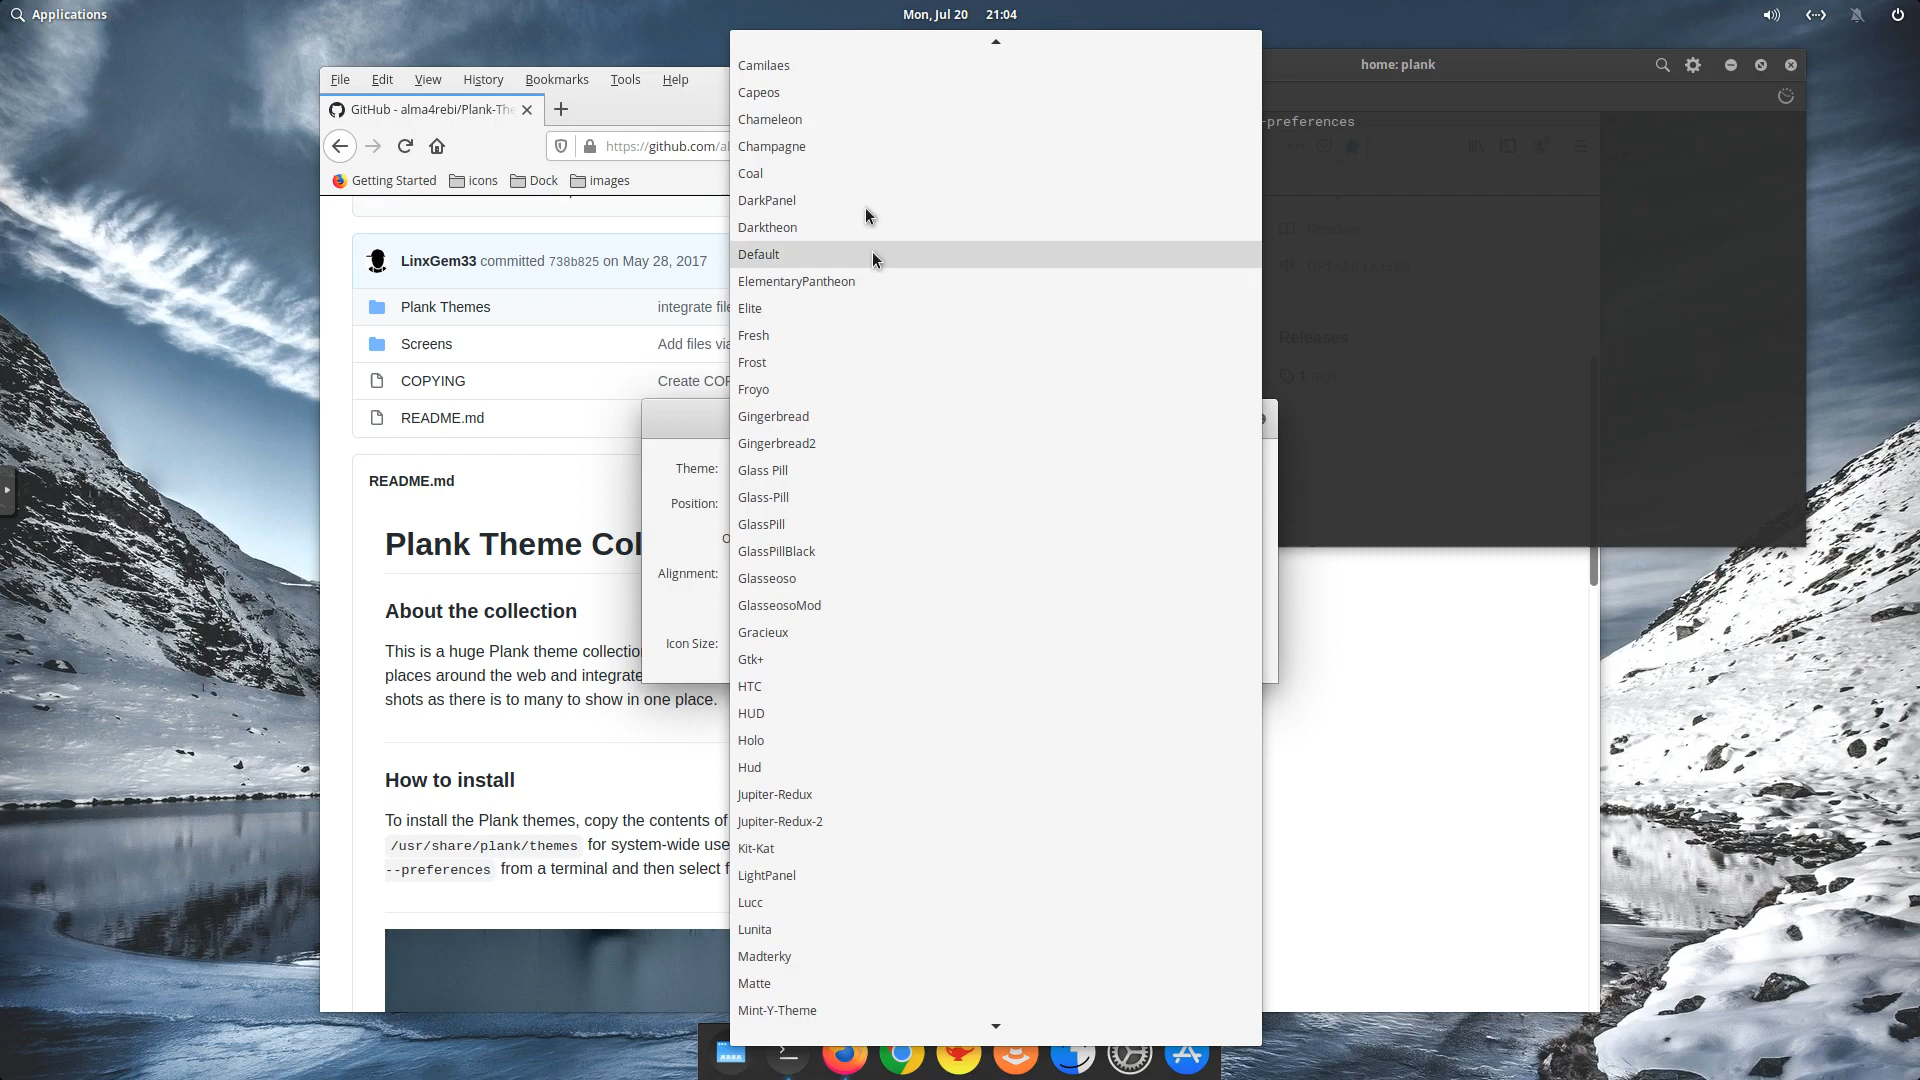 Applications
Mon, Jul 20 21:04
File Edit View History Bookmarks Tools Help
GitHub - alma4rebi/Plank-The
https://github.com/al
Getting Started icons Dock images
LinxGem33 committed 738b825 on May 28, 2017
Plank Themes integrate file
Screens Add files via
COPYING Create COP
README.md
README.md
Plank Theme Col
About the collection
This is a huge Plank theme collectio
places around the web and integrate
shots as there is to many to show in one place.
How to install
To install the Plank themes, copy the contents of
/usr/share/plank/themes for system-wide use
--preferences from a terminal and then select f
Theme:
Position:
Alignment:
Icon Size:
Camilaes
Capeos
Chameleon
Champagne
Coal
DarkPanel
Darktheon
Default
ElementaryPantheon
Elite
Fresh
Frost
Froyo
Gingerbread
Gingerbread2
Glass Pill
Glass-Pill
GlassPill
GlassPillBlack
Glasseoso
GlasseosoMod
Gracieux
Gtk+
HTC
HUD
Holo
Hud
Jupiter-Redux
Jupiter-Redux-2
Kit-Kat
LightPanel
Lucc
Lunita
Madterky
Matte
Mint-Y-Theme
home: plank
-preferences
Readme
GPL-3.0 License
Releases
1 tags